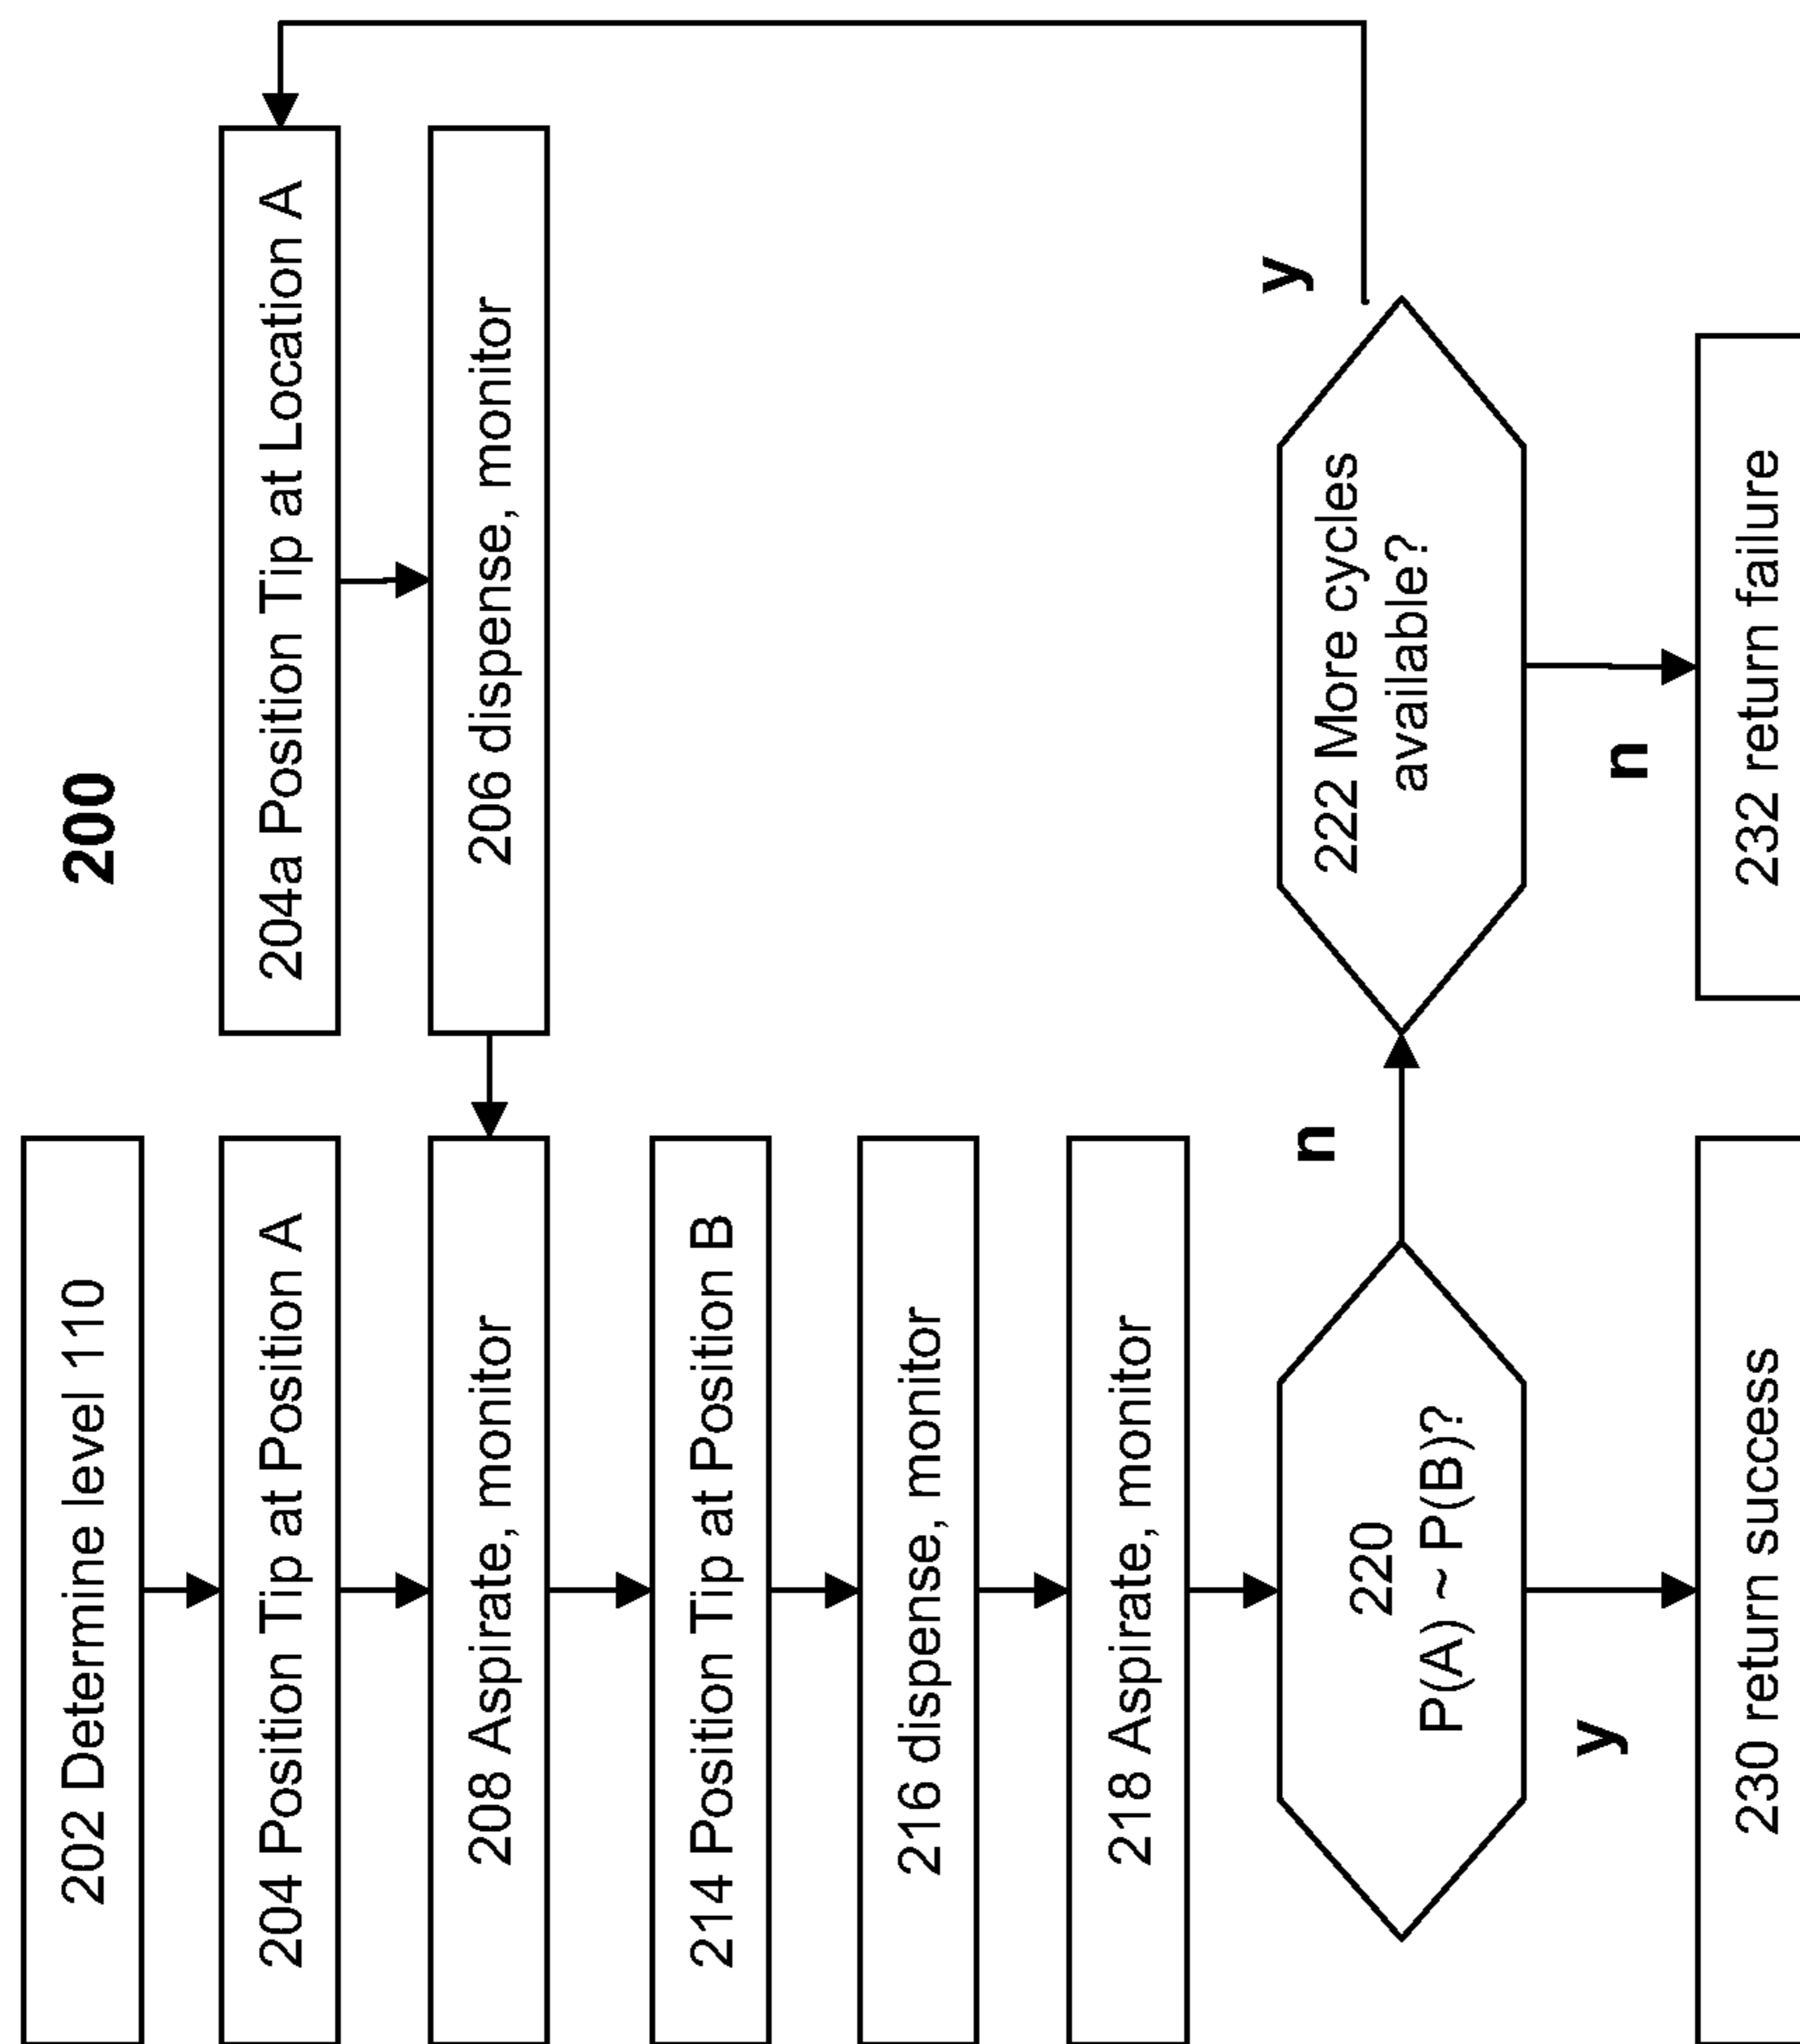 200
202 Determine level 110
204 Position Tip at Position A
204a Position Tip at Location A
208 Aspirate, monitor
206 dispense, monitor
214 Position Tip at Position B
216 dispense, monitor
218 Aspirate, monitor
220
P(A) ~ P(B)?
n
222 More cycles
available?
y
y
n
230 return success
232 return failure